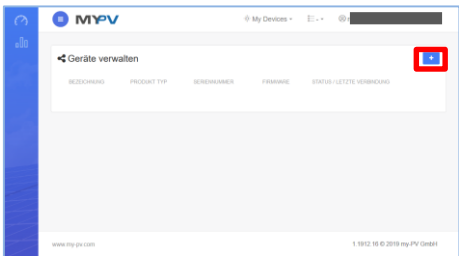 MYPV
My Devices
Geräte verwalten
+
BEZEICHNUNG PRODUKT TYP SERIENNUMMER FIRMWARE STATUS / LETZTE VERBINDUNG
www.my-pv.com
1.1912.16 © 2019 my-PV GmbH